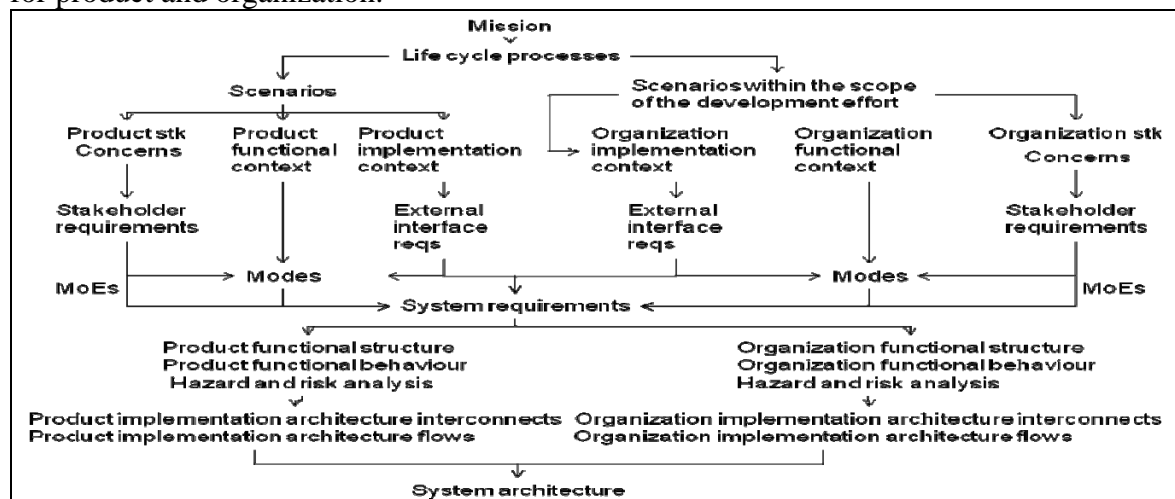 for product and organization.
Mission
Life cycle processes
Scenarios
Scenarios within the scope
of the development effort
Product stk
Concerns
Product
functional
context
Product
implementation
context
Organization
implementation
context
Organization
functional
context
Organization stk
Concerns
Stakeholder
requirements
External
interface
reqs
External
interface
reqs
Stakeholder
requirements
MoEs
Modes
Modes
MoEs
System requirements
Product functional structure
Product functional behaviour
Hazard and risk analysis
Organization functional structure
Organization functional behaviour
Hazard and risk analysis
Product implementation architecture interconnects
Product implementation architecture flows
Organization implementation architecture interconnects
Organization implementation architecture flows
System architecture